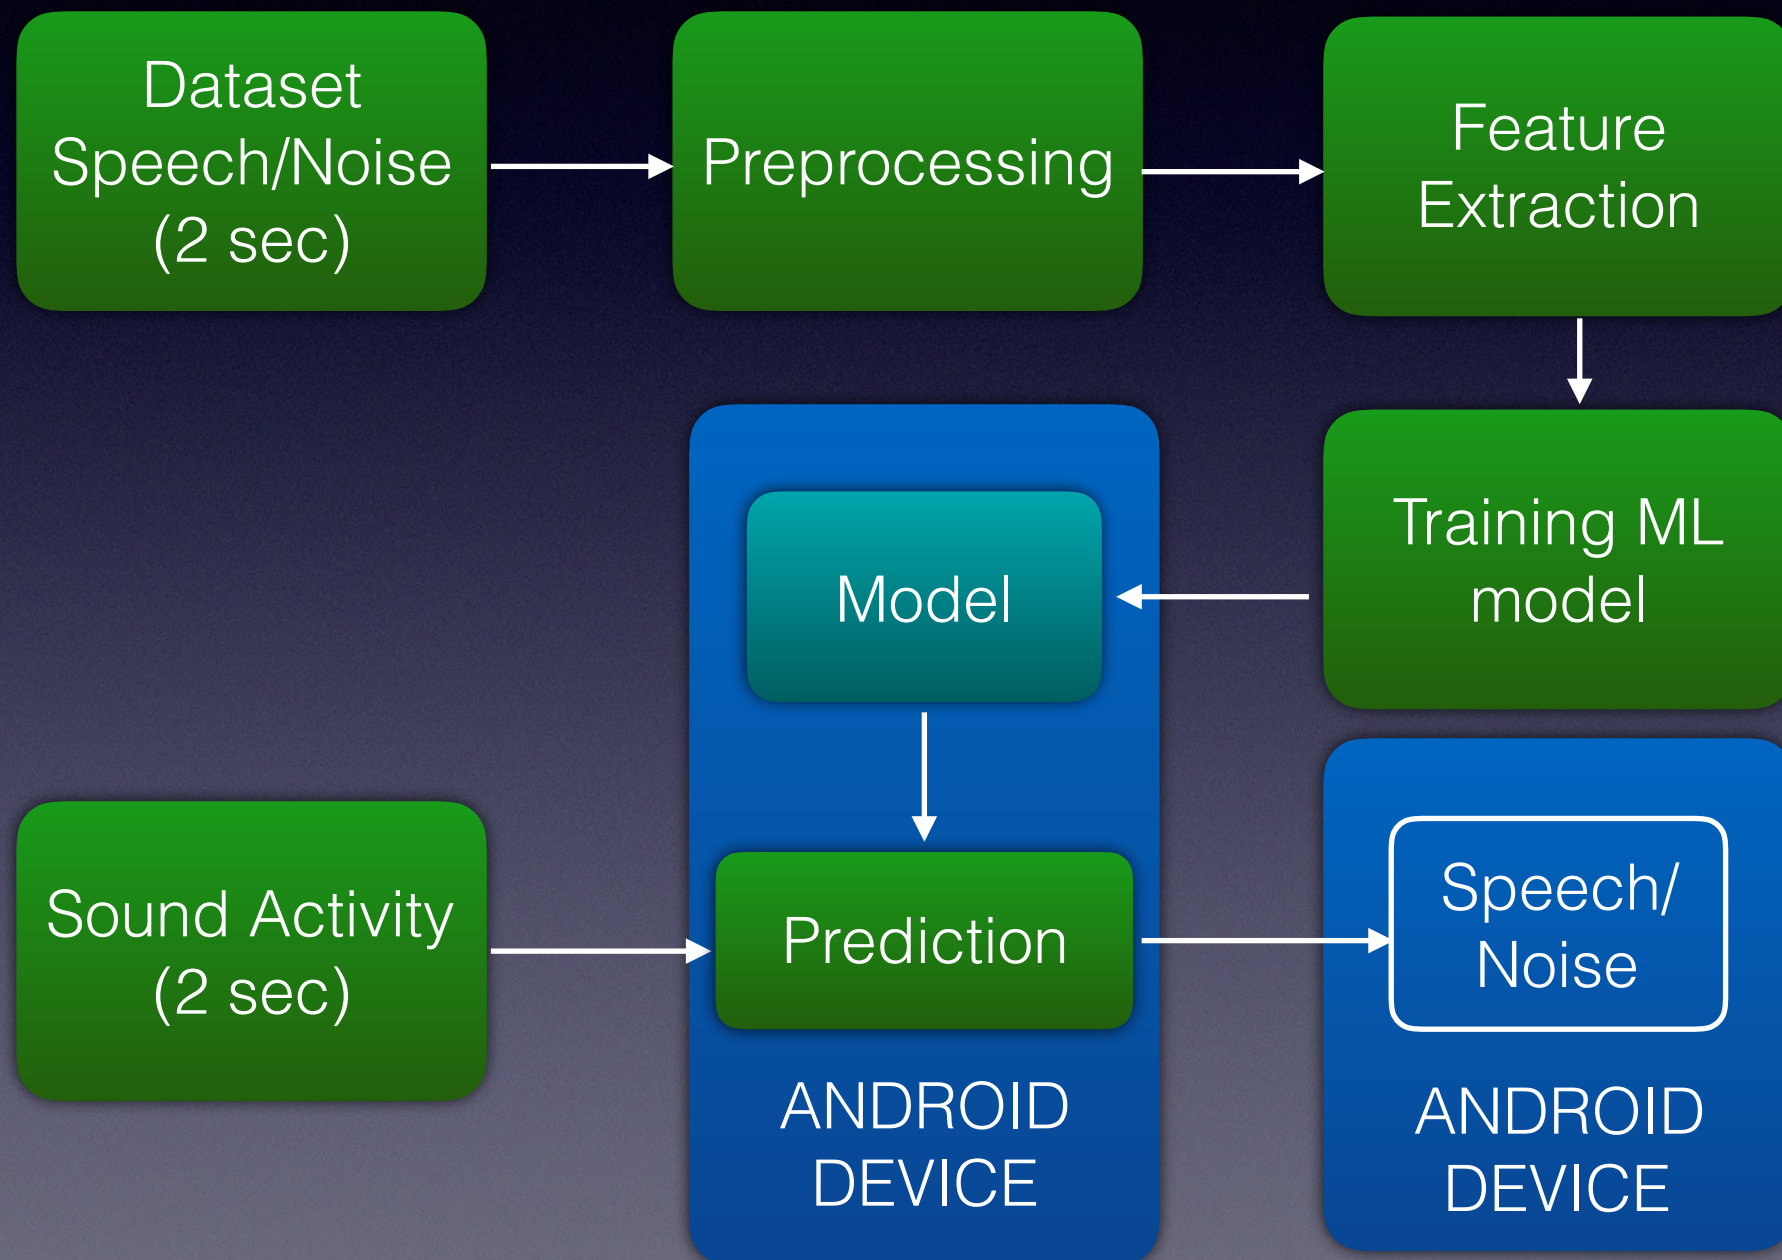 Dataset
Speech/Noise
(2 sec)
Preprocessing
Feature
Extraction
Training ML
model
Model
Sound Activity
(2 sec)
Prediction
ANDROID
DEVICE
Speech/
Noise
ANDROID
DEVICE